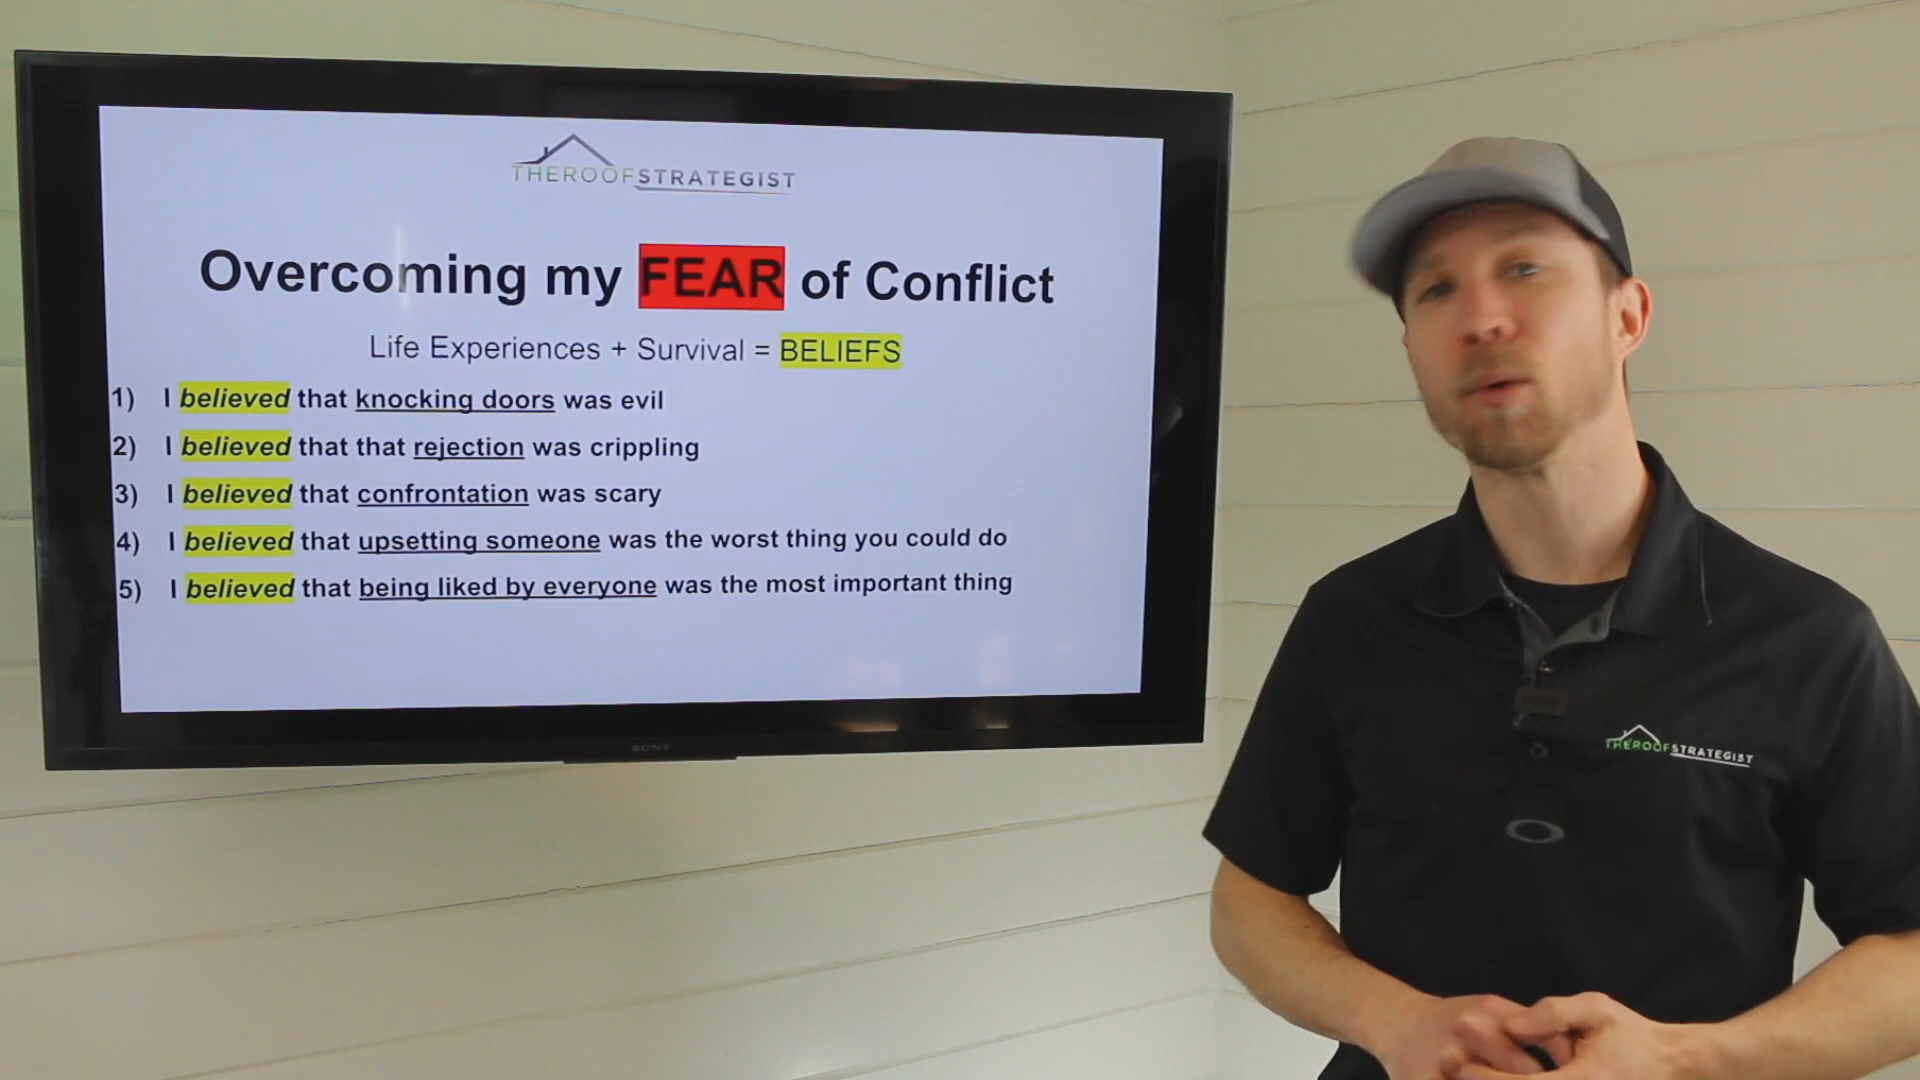 THEROOFSTRATEGIST
Overcoming my FEAR of Conflict
Life Experiences + Survival = BELIEFS
1) I believed that knocking doors was evil
2) I believed that that rejection was crippling
3) I believed that confrontation was scary
4) I believed that upsetting someone was the worst thing you could do
5) I believed that being liked by everyone was the most important thing
SONY
THEROOFSTRATEGIST